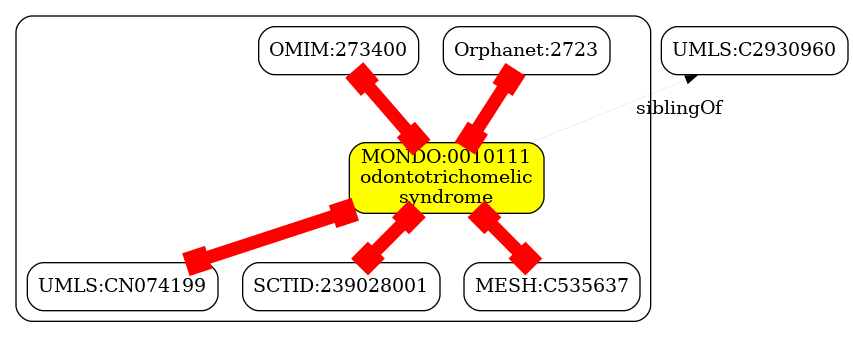 OMIM:273400
Orphanet:2723
UMLS:C2930960
siblingOf
MONDO:0010111
odontotrichomelic
syndrome
UMLS:CN074199
SCTID:239028001
MESH:C535637